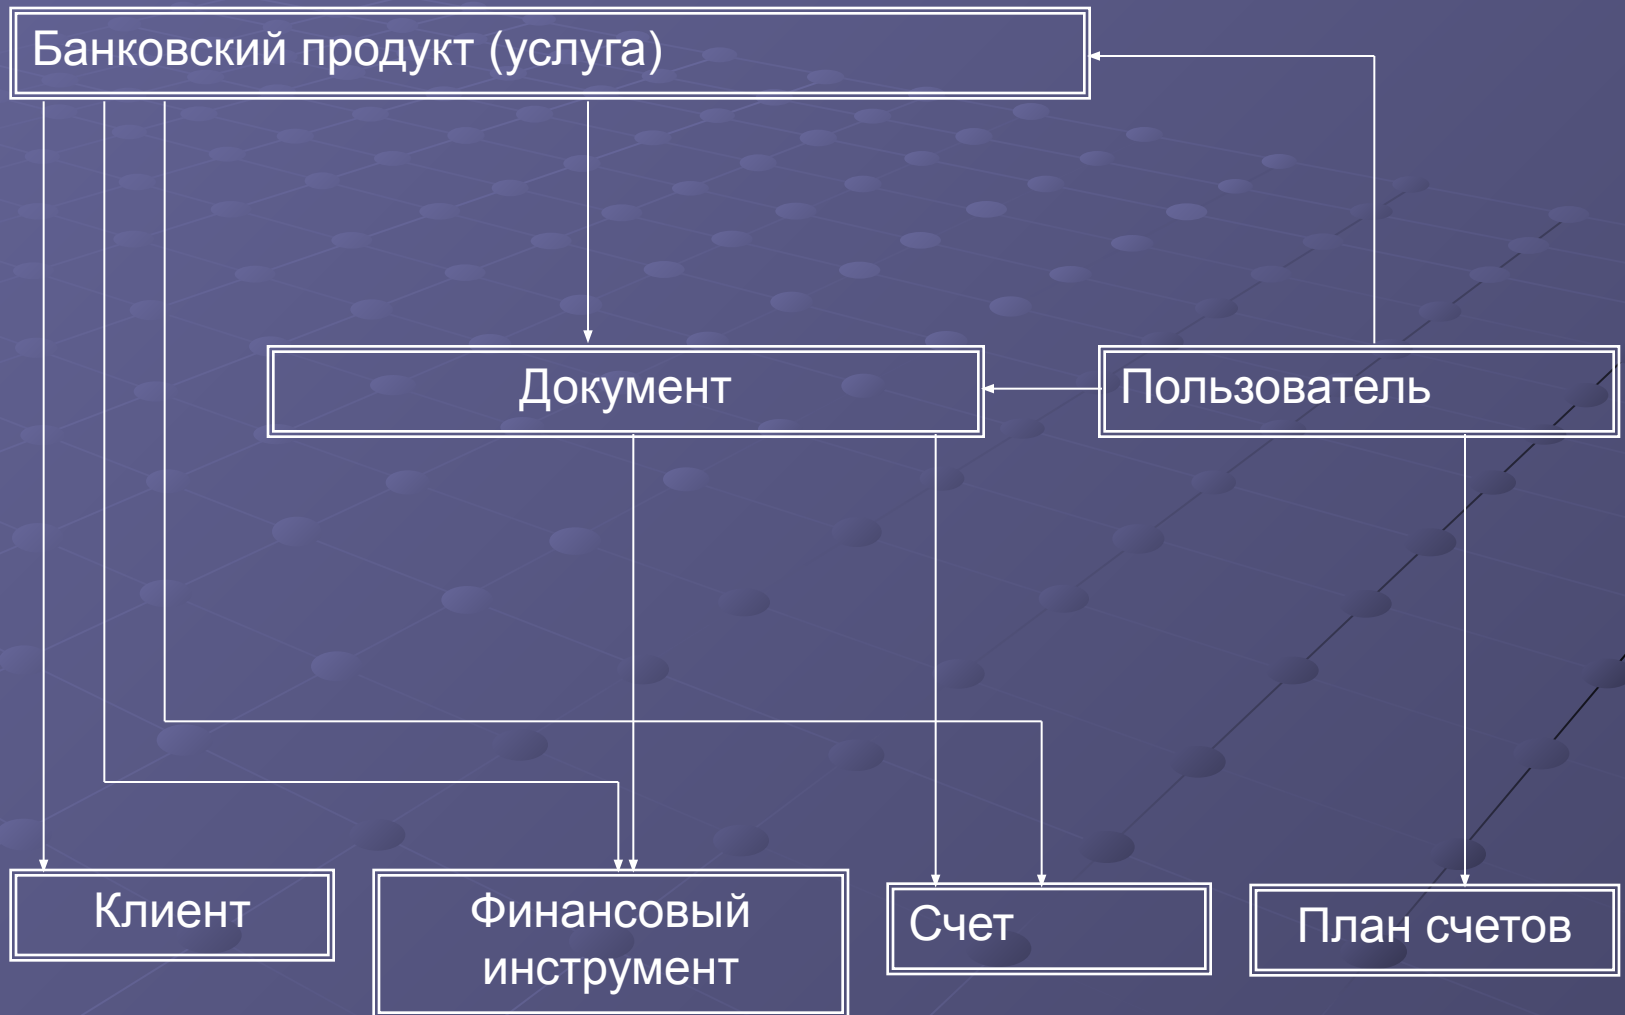 Банковский продукт (услуга)
Документ
Пользователь
Клиент
Финансовый
инструмент
Счет
План счетов